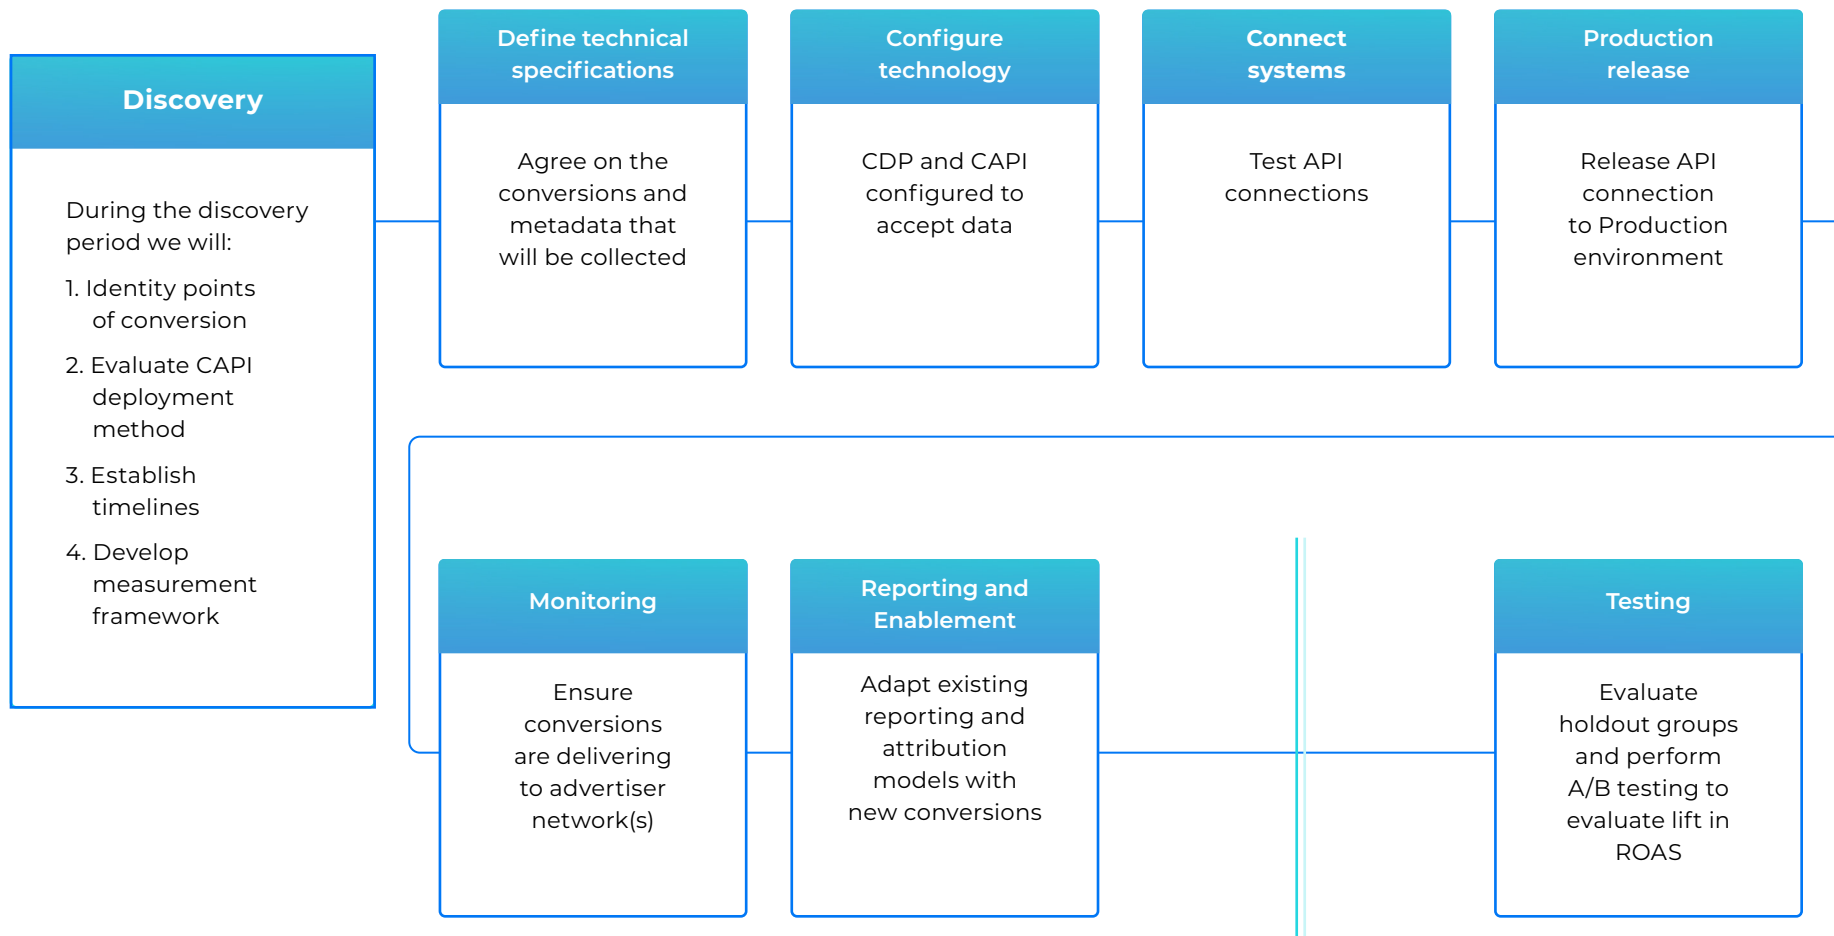 Discovery
During the discovery
period we will:
1. Identity points
of conversion
2. Evaluate CAPI
deployment
method
3. Establish
timelines
4. Develop
measurement
framework
Define technical
specifications
Agree on the
conversions and
metadata that
will be collected
Configure
technology
CDP and CAPI
configured to
accept data
Connect
systems
Test API
connections
Production
release
Release API
connection
to Production
environment
Monitoring
Ensure
conversions
are delivering
to advertiser
network(s)
Reporting and
Enablement
Adapt existing
reporting and
attribution
models with
new conversions
Testing
Evaluate
holdout groups
and perform
A/B testing to
evaluate lift in
ROAS